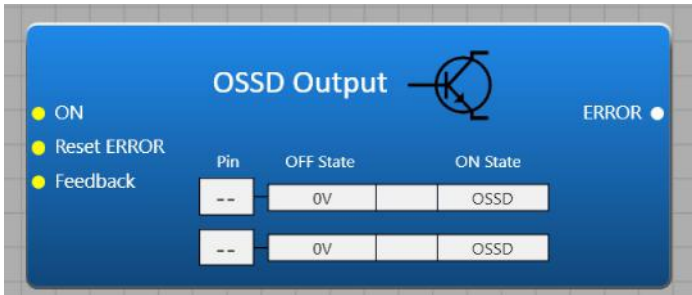 OSSD Output
ON
ERROR
Reset ERROR
Feedback
Pin OFF State ON State
-- 0V OSSD
-- 0V OSSD